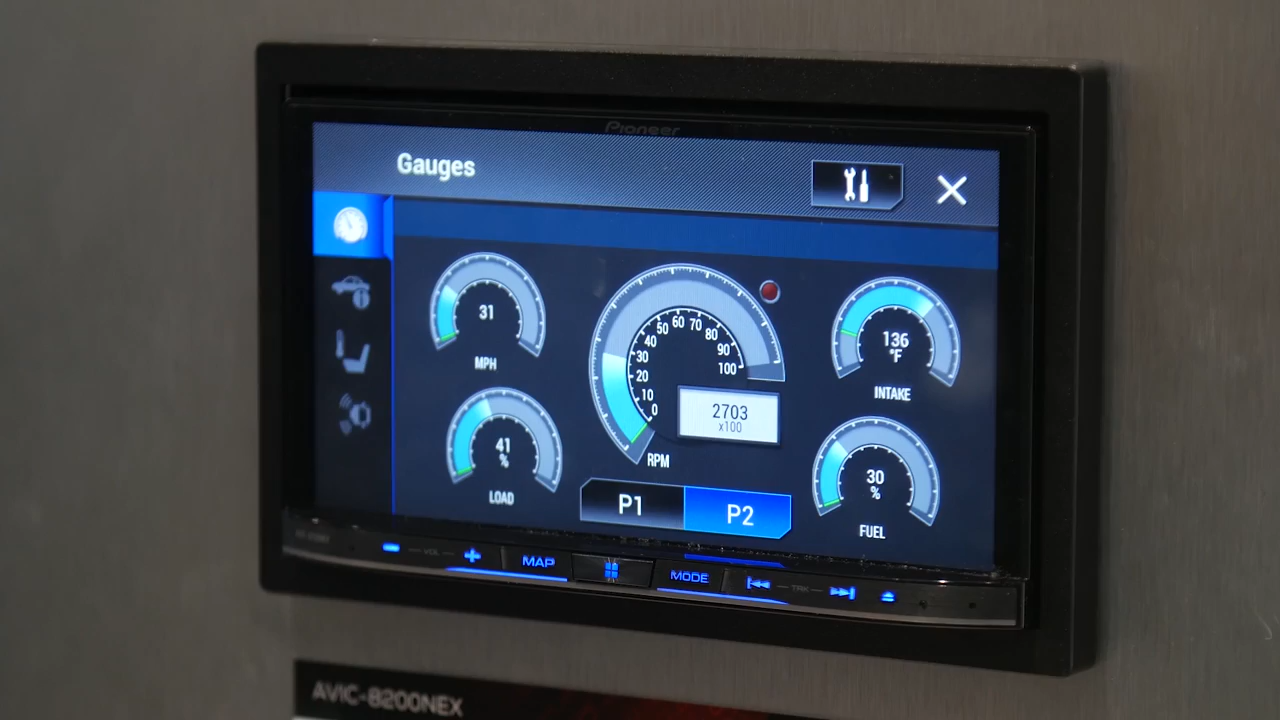 Pioneer
Gauges
31
MPH
0
10
20
30
40
50
60
70
80
90
100
2703
x100
RPM
136
°F
INTAKE
41
%
LOAD
30
%
FUEL
P1
P2
VOL
MAP
MODE
TRK
AVIC-8200NEX